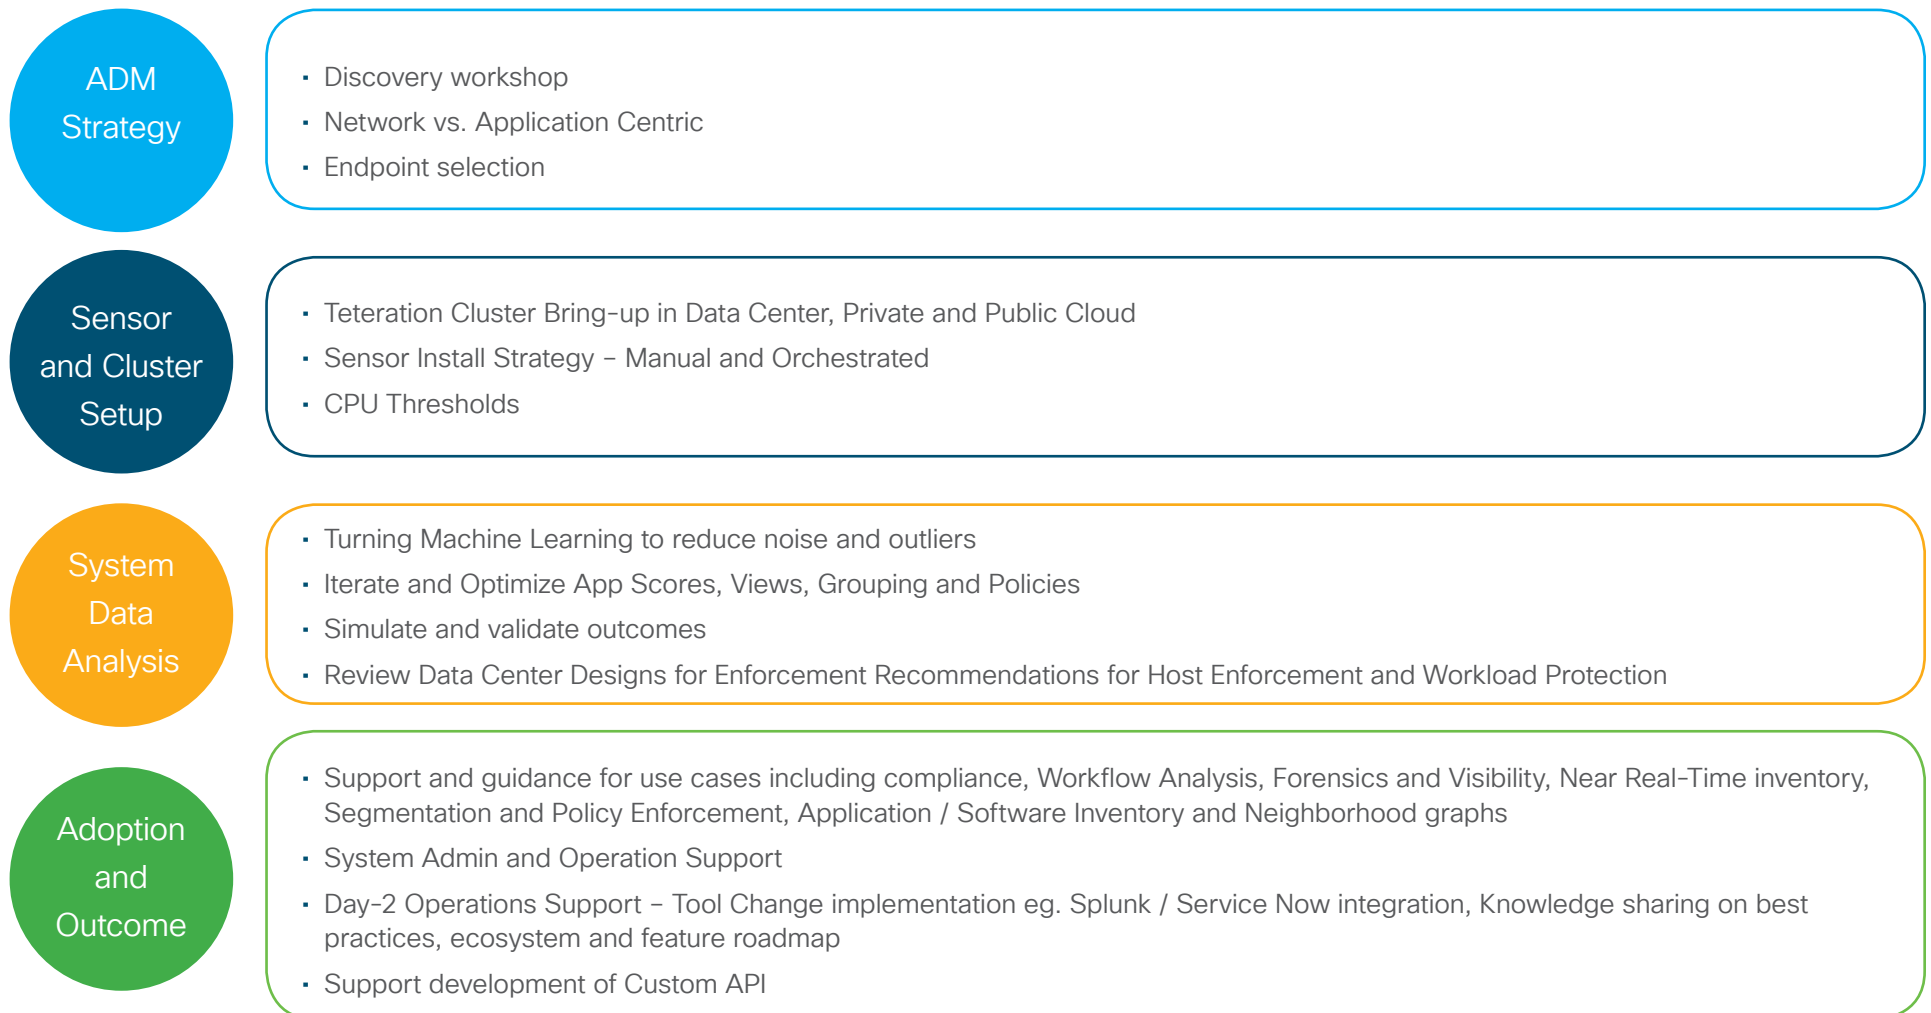 ADM
Strategy
▪ Discovery workshop
▪ Network vs. Application Centric
▪ Endpoint selection
Sensor
and Cluster
Setup
▪ Teteration Cluster Bring-up in Data Center, Private and Public Cloud
▪ Sensor Install Strategy – Manual and Orchestrated
▪ CPU Thresholds
System
Data
Analysis
▪ Turning Machine Learning to reduce noise and outliers
▪ Iterate and Optimize App Scores, Views, Grouping and Policies
▪ Simulate and validate outcomes
▪ Review Data Center Designs for Enforcement Recommendations for Host Enforcement and Workload Protection
Adoption
and
Outcome
▪ Support and guidance for use cases including compliance, Workflow Analysis, Forensics and Visibility, Near Real-Time inventory,
Segmentation and Policy Enforcement, Application / Software Inventory and Neighborhood graphs
▪ System Admin and Operation Support
▪ Day-2 Operations Support – Tool Change implementation eg. Splunk / Service Now integration, Knowledge sharing on best
practices, ecosystem and feature roadmap
▪ Support development of Custom API